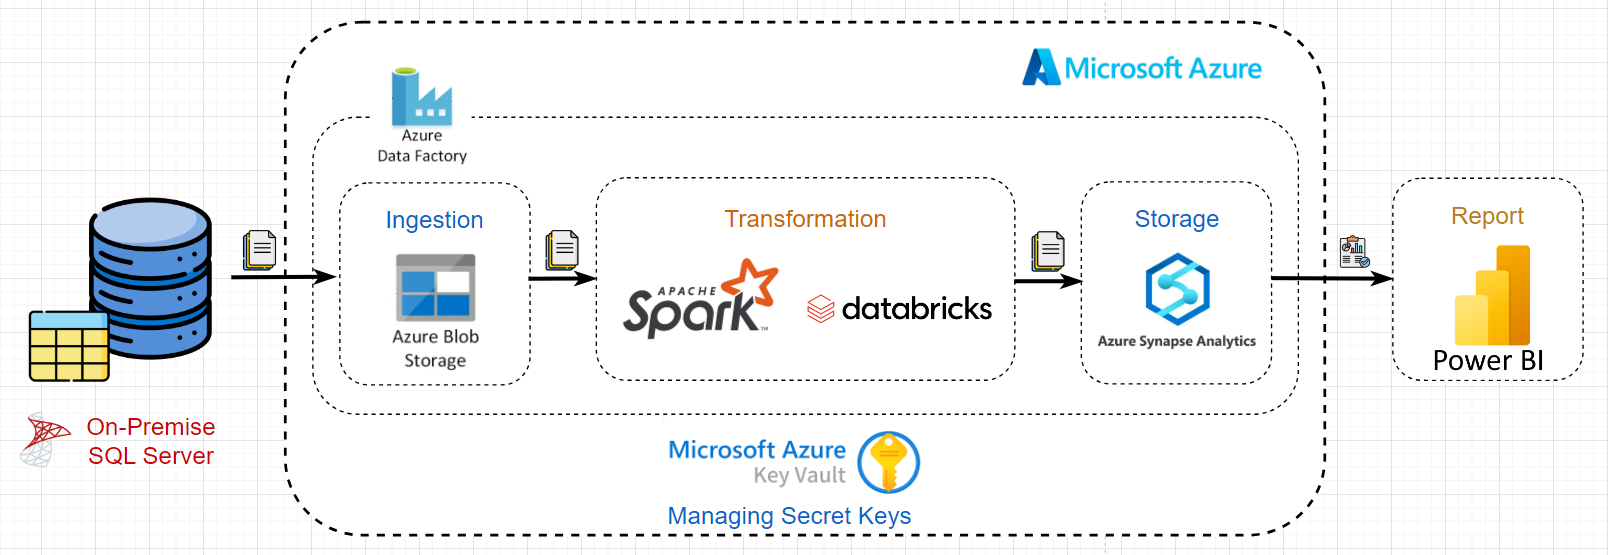 Microsoft Azure
Azure
Data Factory
Ingestion
Azure Blob
Storage
Transformation
APACHE
Spark™
databricks
Storage
Azure Synapse Analytics
Report
Power BI
On-Premise
SQL Server
Microsoft Azure
Key Vault
Managing Secret Keys